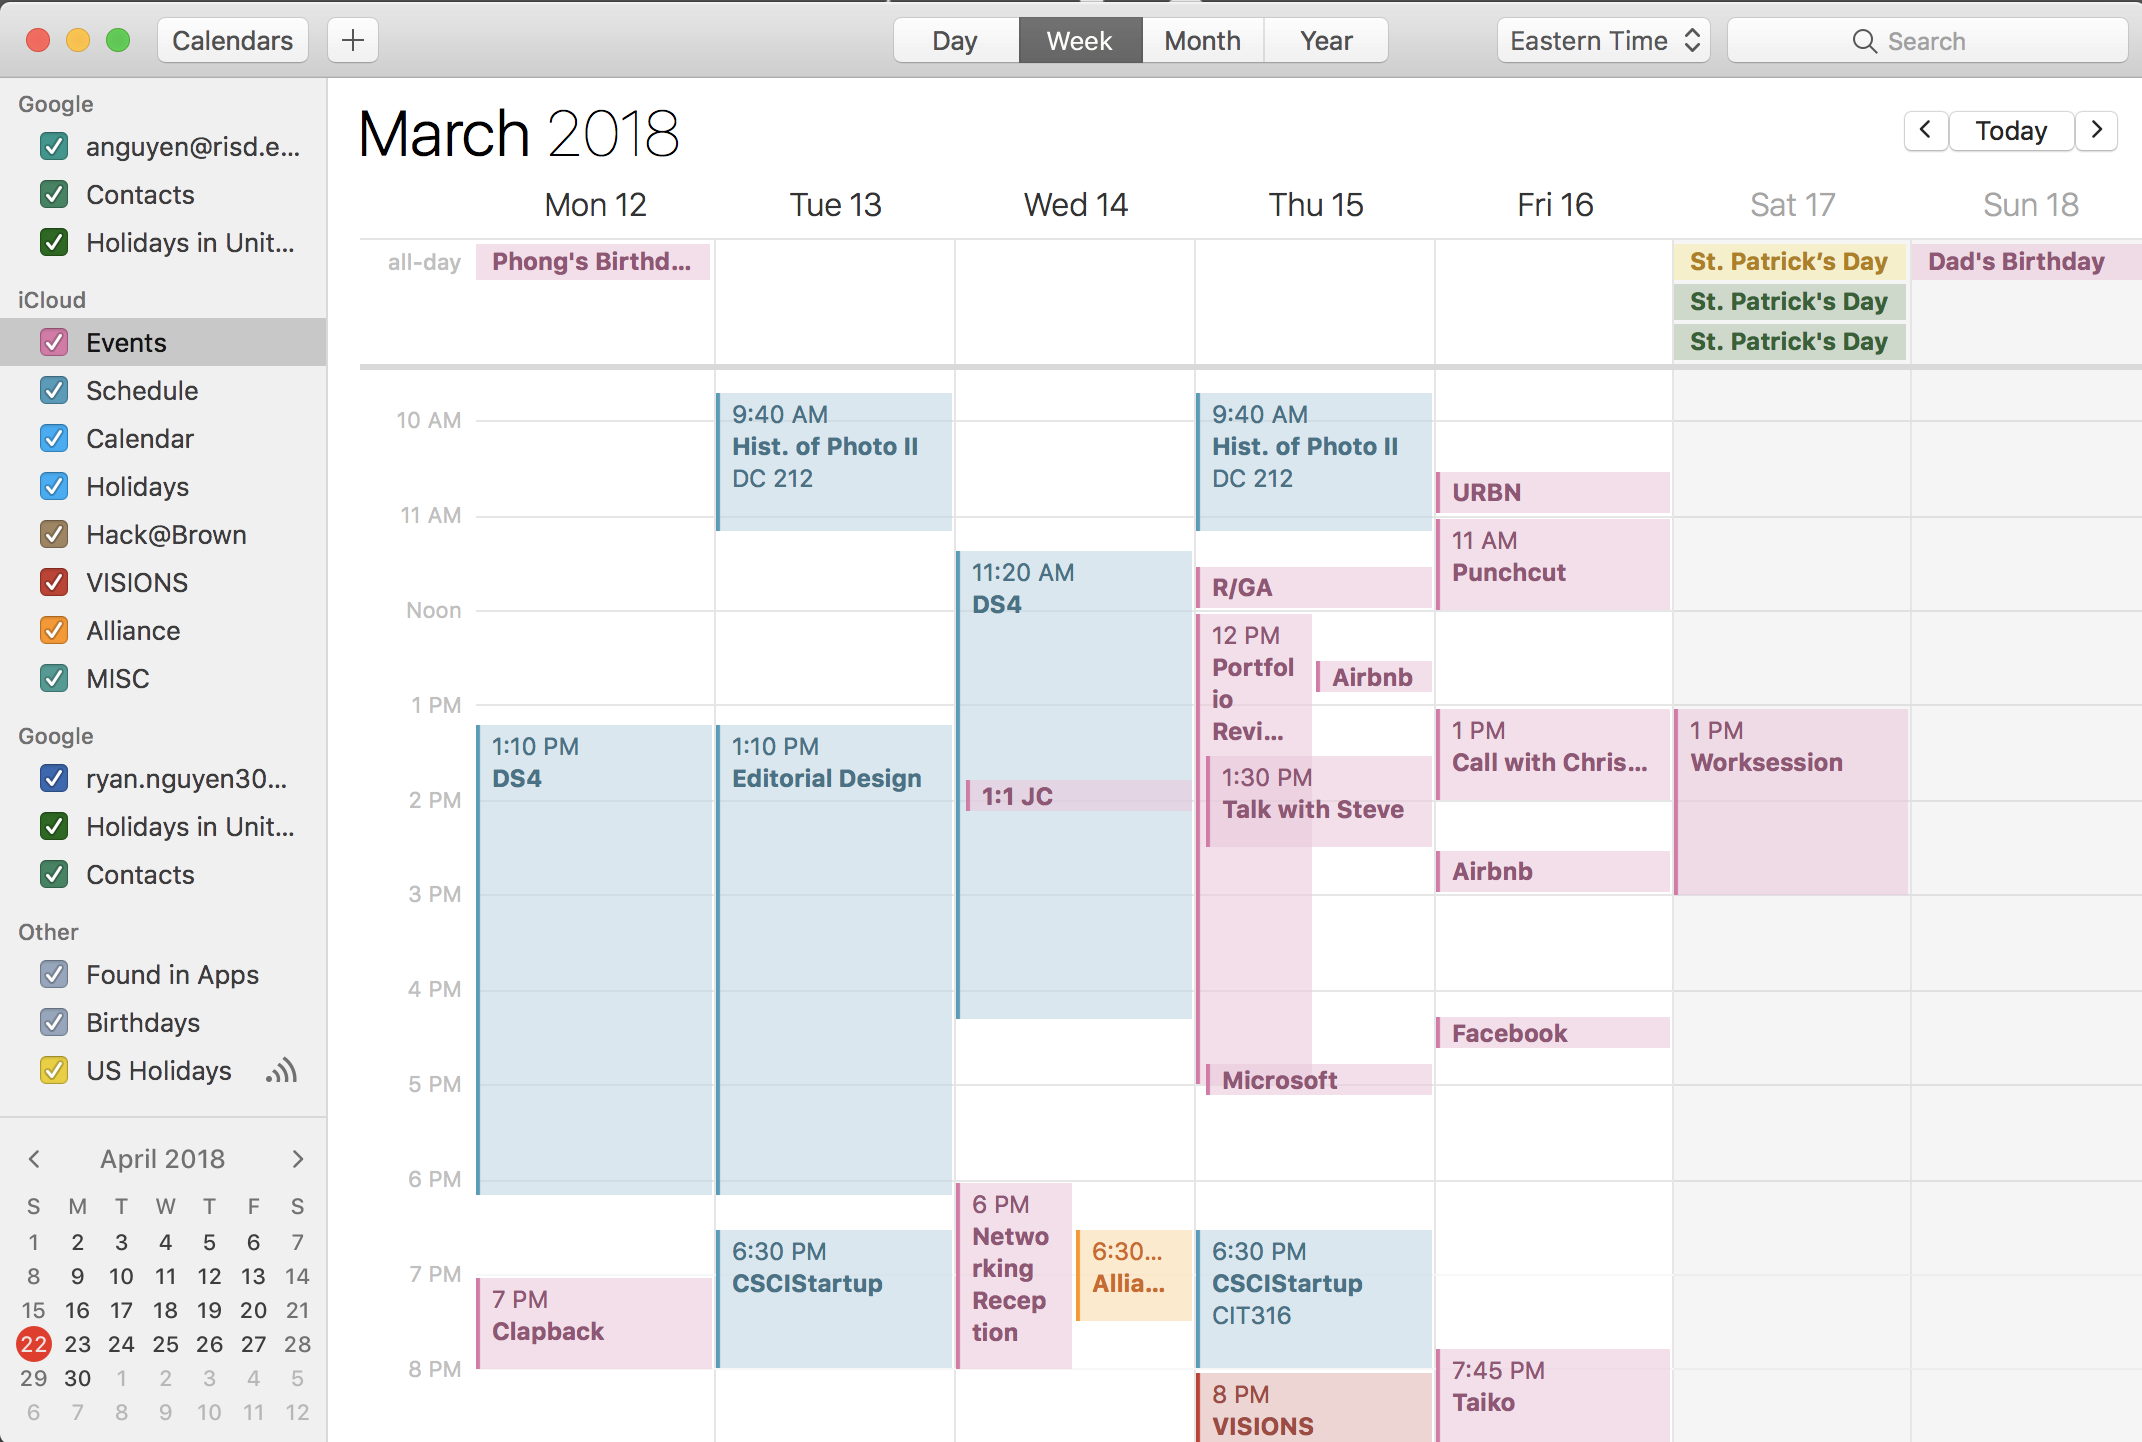 Calendars
+
Day Week Month Year
Eastern Time
Search
Google
anguyen@risd.e...
Contacts
Holidays in Unit...
iCloud
Events
Schedule
Calendar
Holidays
Hack@Brown
VISIONS
Alliance
MISC
Google
ryan.nguyen30...
Holidays in Unit...
Contacts
Other
Found in Apps
Birthdays
US Holidays
April 2018
S M T W T F S
1 2 3 4 5 6 7
8 9 10 11 12 13 14
15 16 17 18 19 20 21
22 23 24 25 26 27 28
29 30 1 2 3 4 5
6 7 8 9 10 11 12
March 2018
Today
Mon 12 Tue 13 Wed 14 Thu 15 Fri 16 Sat 17 Sun 18
all-day
Phong's Birthd...
St. Patrick’s Day
St. Patrick's Day
St. Patrick's Day
Dad's Birthday
10 AM
11 AM
Noon
1 PM
2 PM
3 PM
4 PM
5 PM
6 PM
7 PM
8 PM
1:10 PM
DS4
7 PM
Clapback
9:40 AM
Hist. of Photo II
DC 212
1:10 PM
Editorial Design
6:30 PM
CSCIStartup
11:20 AM
DS4
1:1 JC
6 PM
Netwo
rking
Recep
tion
6:30...
Allia...
9:40 AM
Hist. of Photo II
DC 212
R/GA
12 PM
Portfol
io
Revi...
Airbnb
1:30 PM
Talk with Steve
Microsoft
6:30 PM
CSCIStartup
CIT316
8 PM
VISIONS
URBN
11 AM
Punchcut
1 PM
Call with Chris...
Airbnb
Facebook
7:45 PM
Taiko
1 PM
Worksession